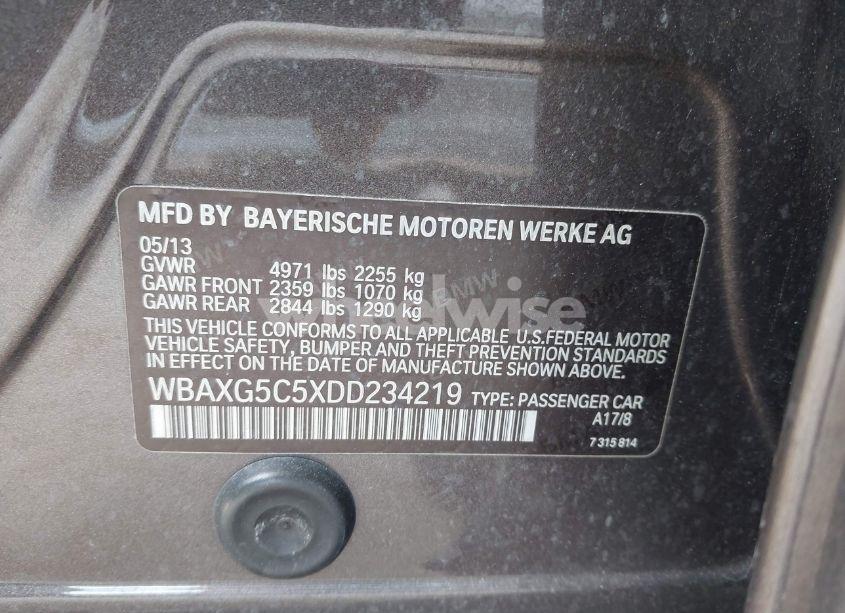 MFD BY BAYERISCHE MOTOREN WERKE AG
05/13
GVWR 4971 lbs 2255 kg
GAWR FRONT 2359 lbs 1070 kg
GAWR REAR 2844 lbs 1290 kg
THIS VEHICLE CONFORMS TO ALL APPLICABLE U.S.FEDERAL MOTOR
VEHICLE SAFETY, BUMPER AND THEFT PREVENTION STANDARDS
IN EFFECT ON THE DATE OF MANUFACTURE SHOWN ABOVE.
WBAXG5C5XDD234219 TYPE: PASSENGER CAR
A17/8
7 315 814